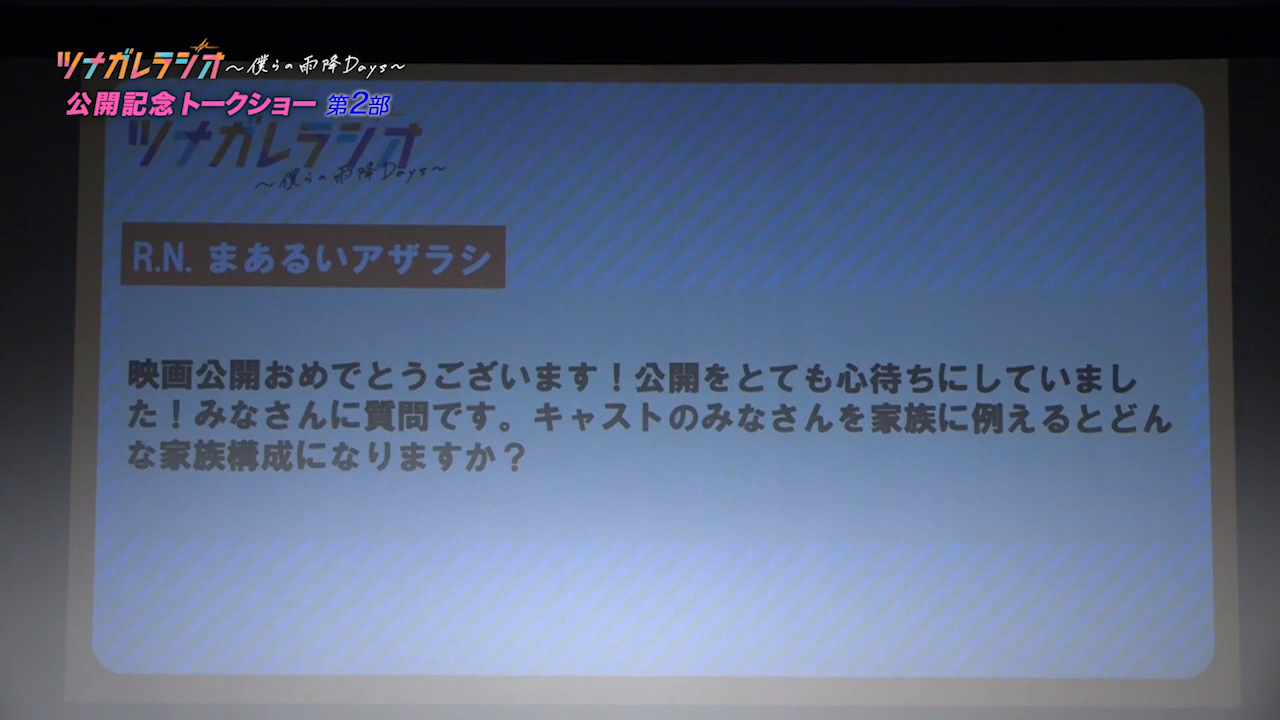 ツナガレラジオ ～僕らの雨降Days～
公開記念トークショー 第2部
ツナガレラジオ
～僕らの雨降Days～
R.N. まあるいアザラシ
映画公開おめでとうございます！公開をとても心待ちにしていまし
た！みなさんに質問です。キャストのみなさんを家族に例えるとどん
な家族構成になりますか？